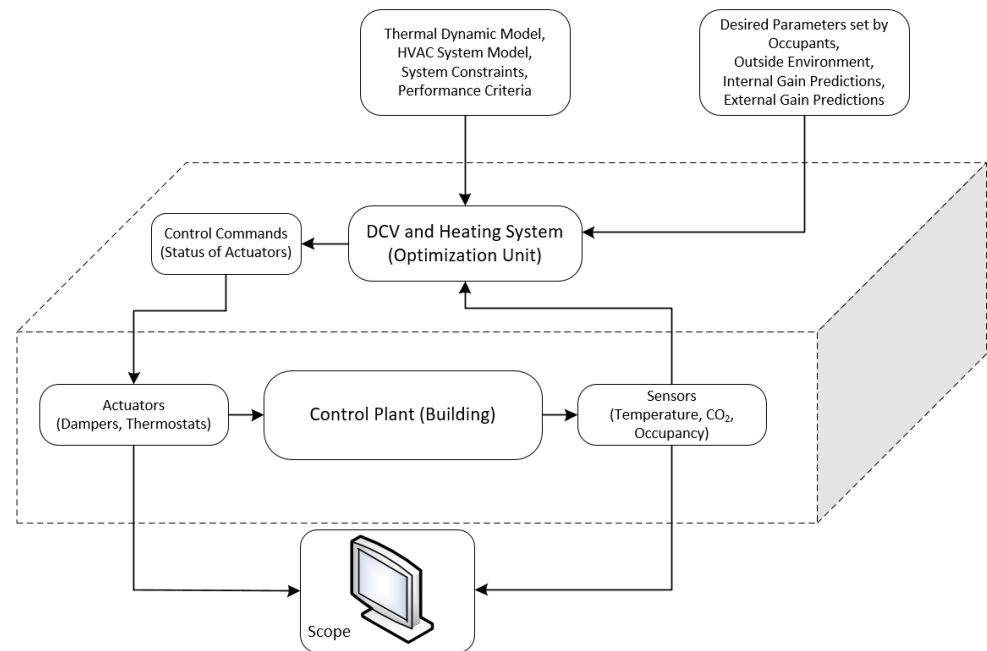 Thermal Dynamic Model,
HVAC System Model,
System Constraints,
Performance Criteria
Desired Parameters set by
Occupants,
Outside Environment,
Internal Gain Predictions,
External Gain Predictions
Control Commands
(Status of Actuators)
DCV and Heating System
(Optimization Unit)
Actuators
(Dampers, Thermostats)
Control Plant (Building)
Sensors
(Temperature, CO₂,
Occupancy)
Scope